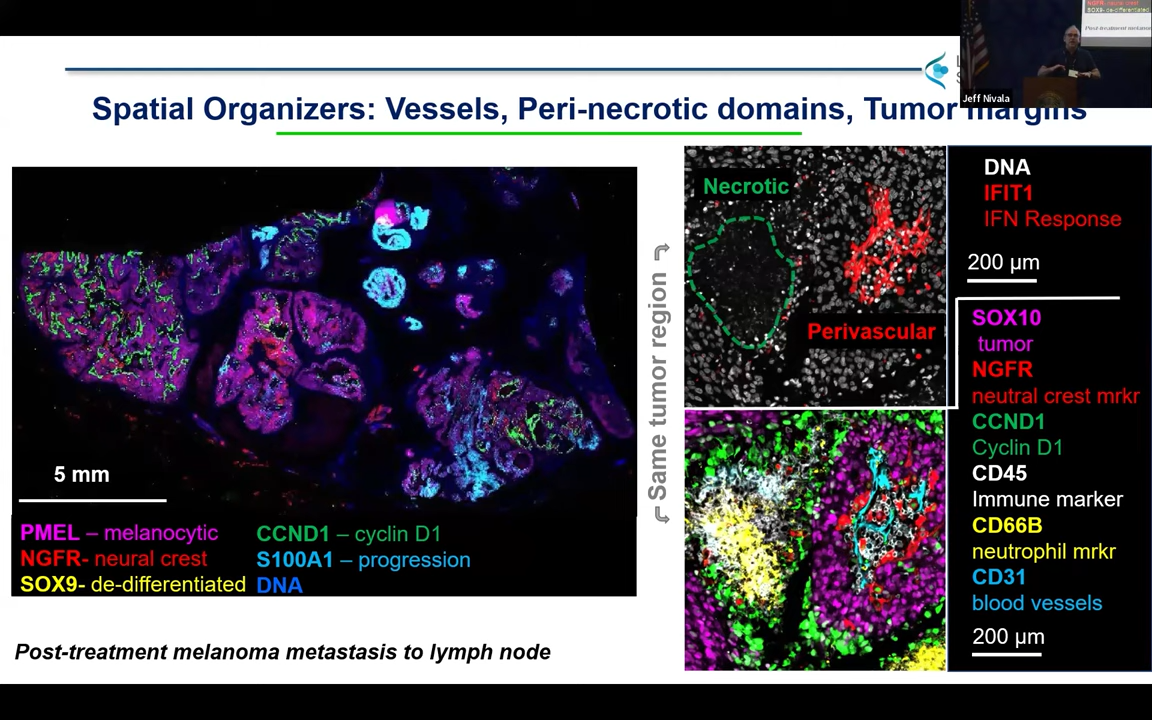 Spatial Organizers: Vessels, Peri-necrotic domains, Tumor margins
Jeff Nivala
5 mm
PMEL – melanocytic
NGFR- neural crest
SOX9- de-differentiated
CCND1 – cyclin D1
S100A1 – progression
DNA
Post-treatment melanoma metastasis to lymph node
Same tumor region
Necrotic
Perivascular
DNA
IFIT1
IFN Response
200 µm
SOX10
tumor
NGFR
neutral crest mrkr
CCND1
Cyclin D1
CD45
Immune marker
CD66B
neutrophil mrkr
CD31
blood vessels
200 µm